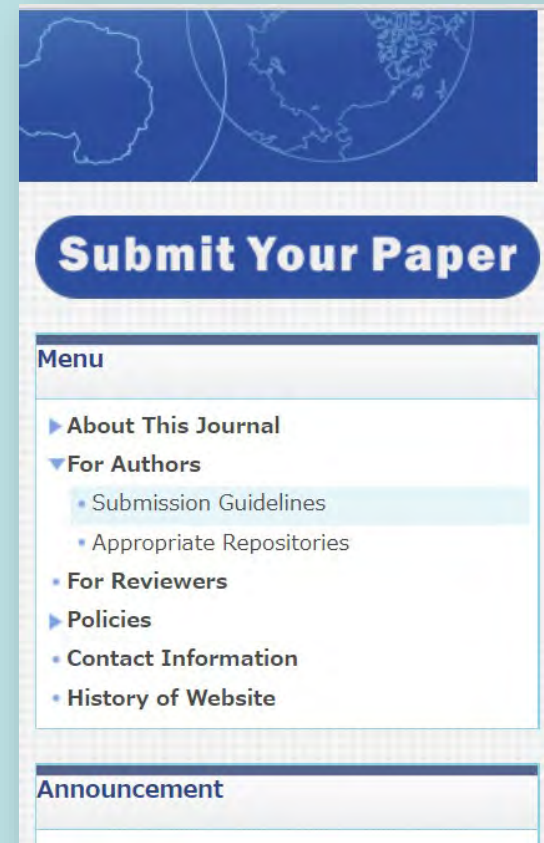 Submit Your Paper
Menu
About This Journal
For Authors
Submission Guidelines
Appropriate Repositories
For Reviewers
Policies
Contact Information
History of Website
Announcement